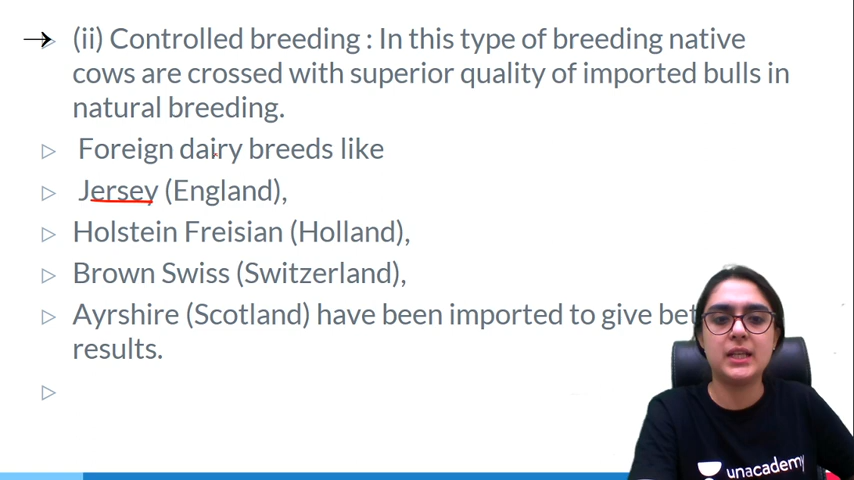 (ii) Controlled breeding : In this type of breeding native
cows are crossed with superior quality of imported bulls in
natural breeding.
Foreign dairy breeds like
Jersey (England),
Holstein Freisian (Holland),
Brown Swiss (Switzerland),
Ayrshire (Scotland) have been imported to give bet
results.
unacademy